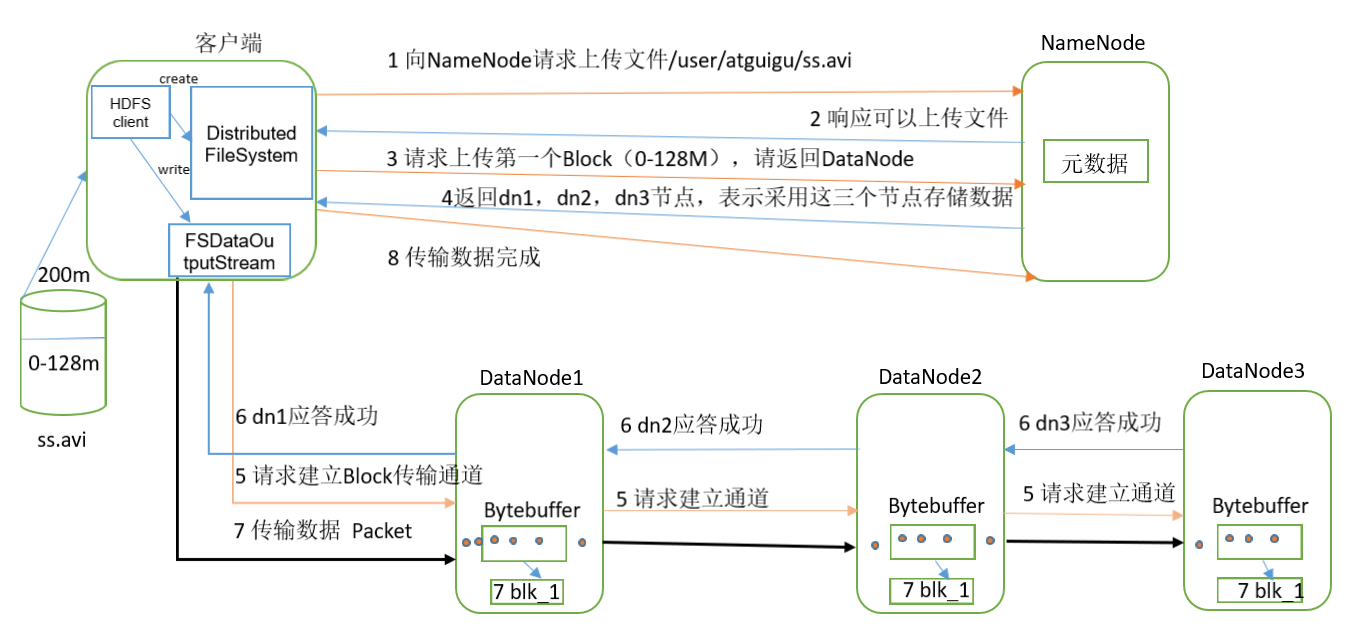 客户端
NameNode
1 向NameNode请求上传文件/user/atguigu/ss.avi
create
HDFS
client
Distributed
FileSystem
2 响应可以上传文件
3 请求上传第一个Block（0-128M），请返回DataNode
元数据
write
4返回dn1，dn2，dn3节点，表示采用这三个节点存储数据
FSDataOu
tputStream
8 传输数据完成
200m
0-128m
ss.avi
DataNode1
DataNode2
DataNode3
6 dn1应答成功
6 dn2应答成功
6 dn3应答成功
5 请求建立Block传输通道
5 请求建立通道
5 请求建立通道
7 传输数据 Packet
Bytebuffer
Bytebuffer
Bytebuffer
7 blk_1
7 blk_1
7 blk_1